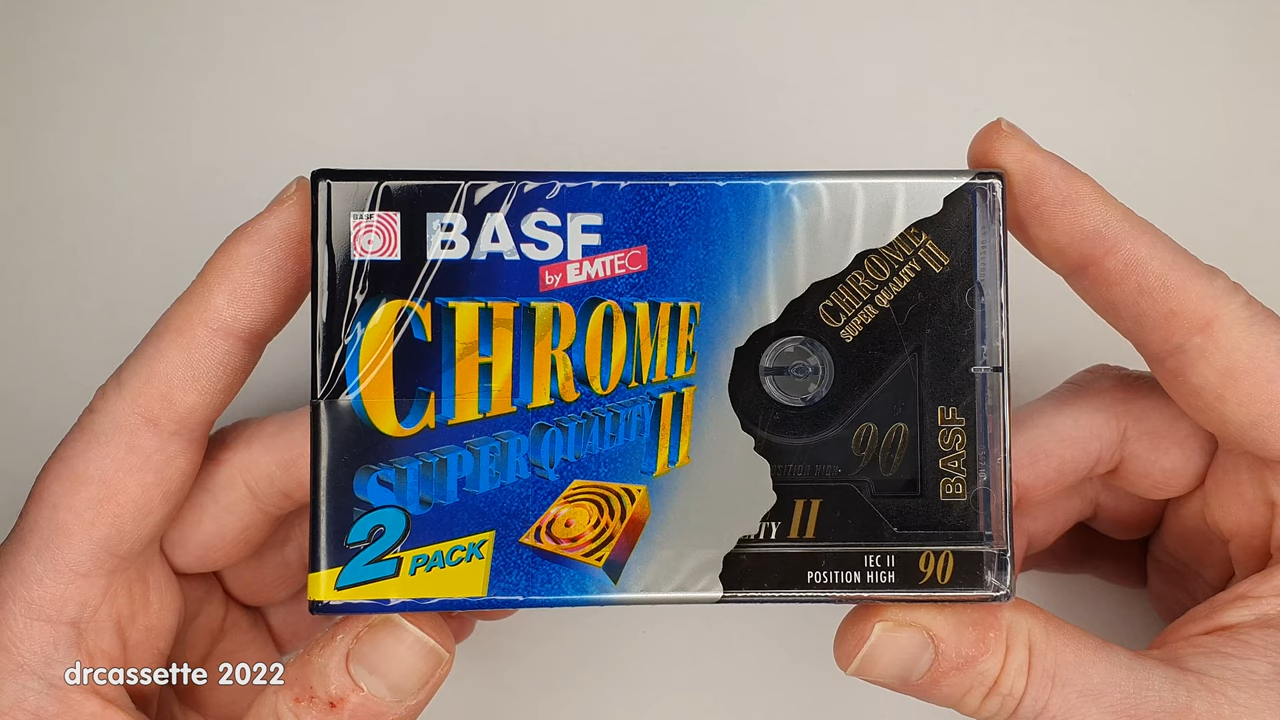 BASF
BASF
by EMTEC
CHROME
SUPER QUALITY II
2 PACK
CHROME
SUPER QUALITY II
90
POSITION HIGH
BASF
II
IEC II
POSITION HIGH
90
drcassette 2022